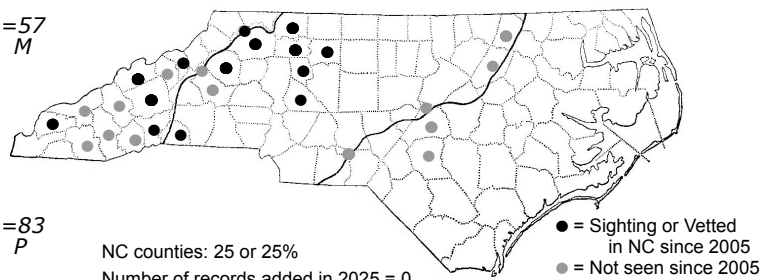 =57
M
=83
P
NC counties: 25 or 25%
Number of records added in 2025 = 0
● = Sighting or Vetted
in NC since 2005
● = Not seen since 2005